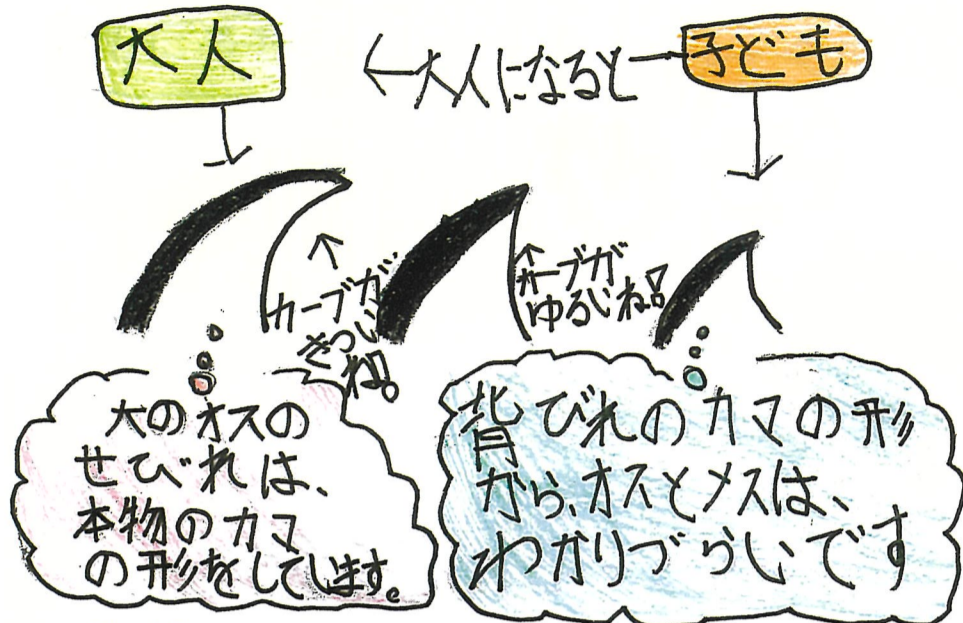 大人
←大人になると→
子ども
カーブが
きつい
ね!
カーブが
ゆるいね!
大のオスの
せびれは、
本物のカマ
の形をしています。
背びれのカマの形
から、オスとメスは、
わかりづらいです